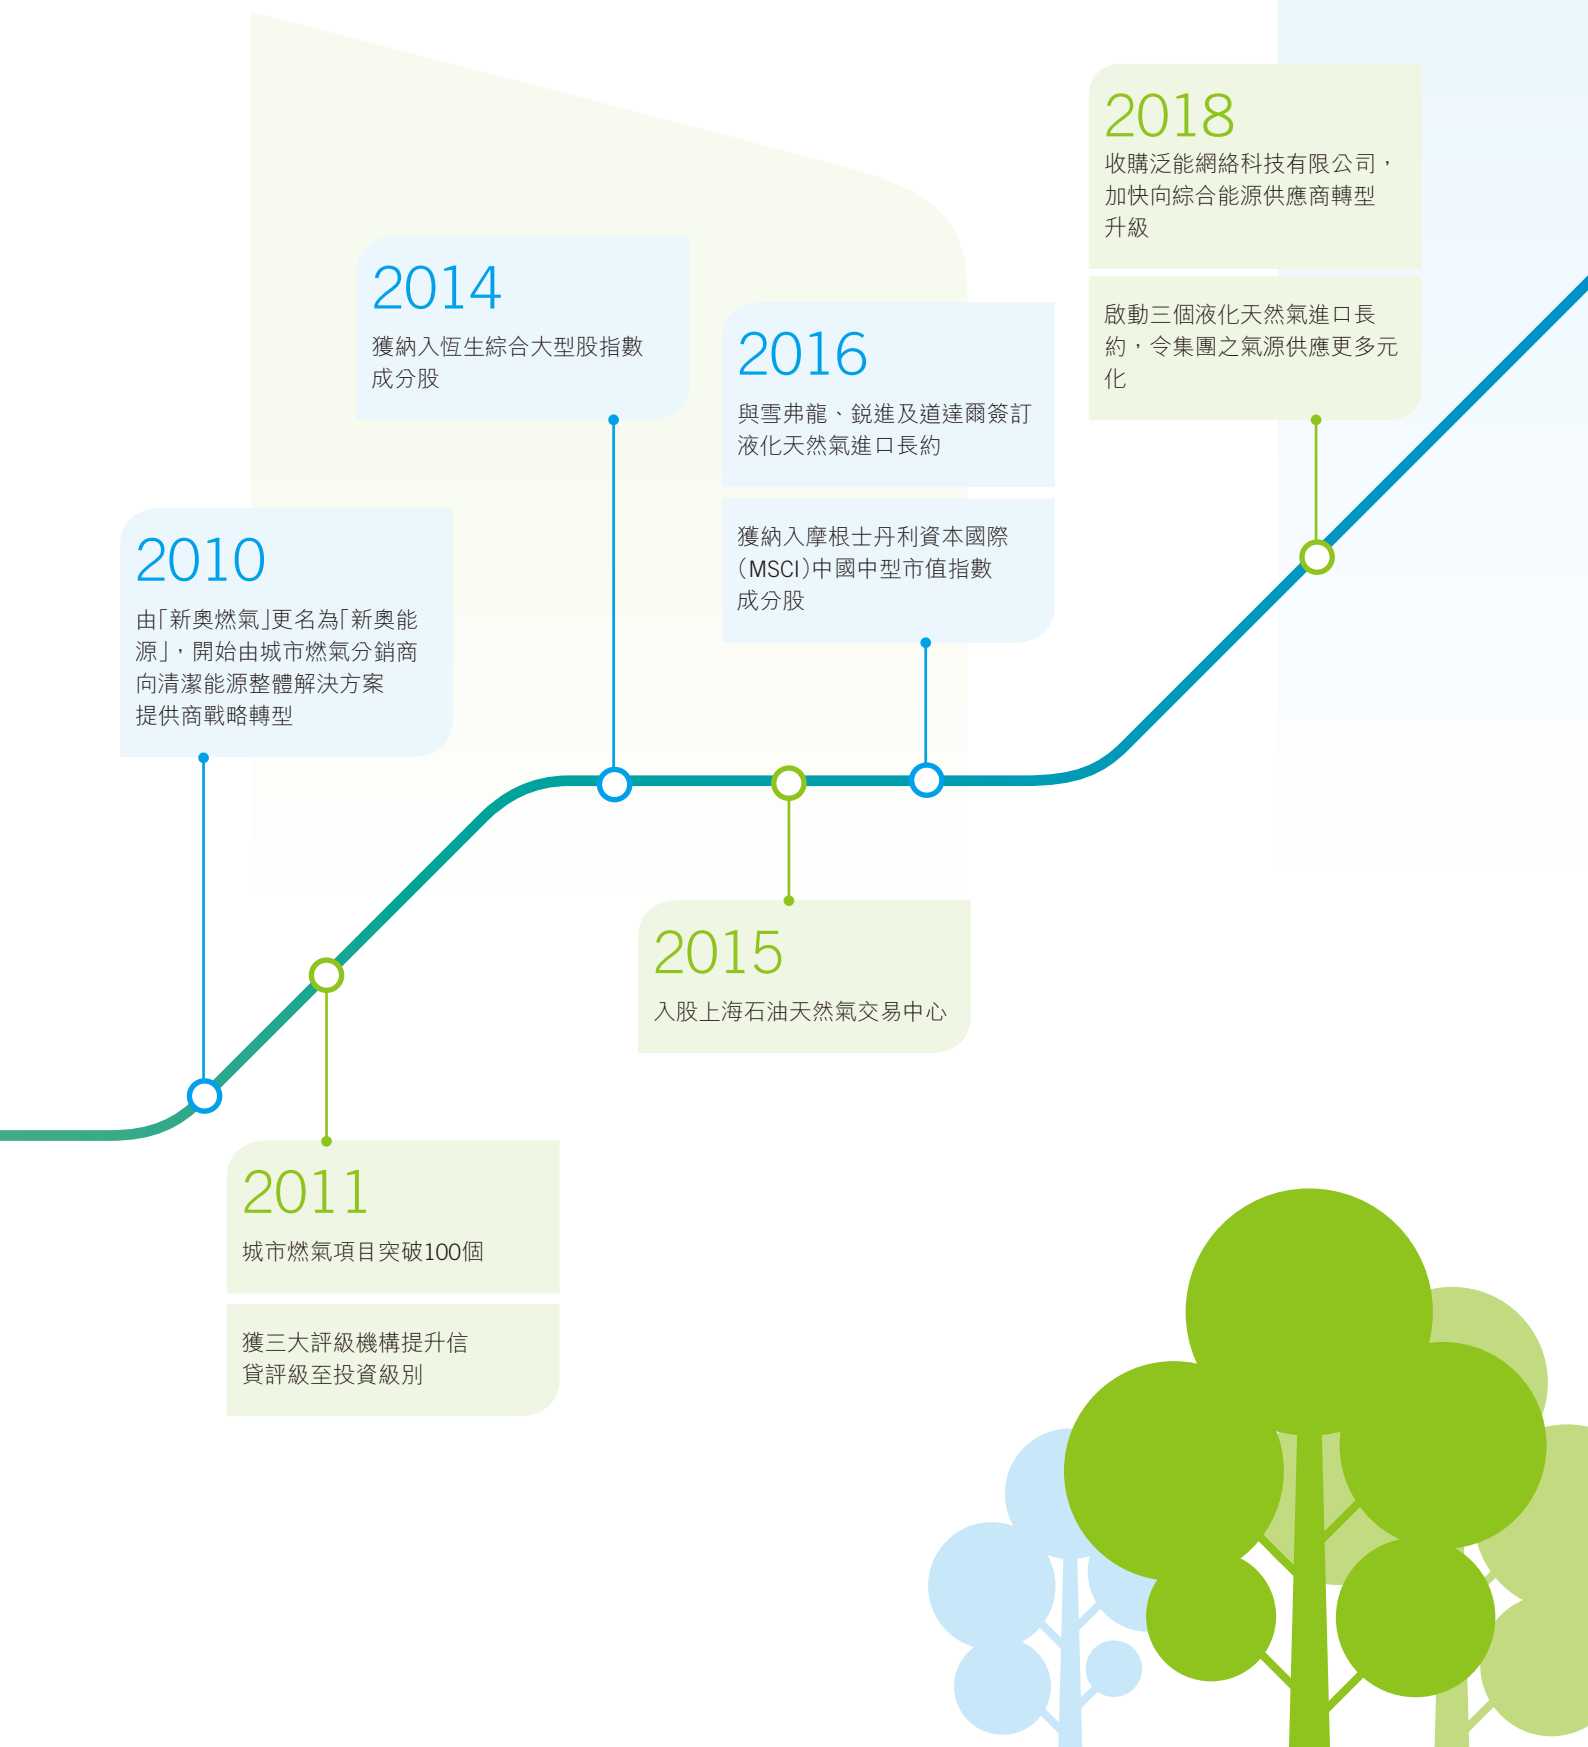 2010
由「新奧燃氣」更名為「新奧能
源」，開始由城市燃氣分銷商
向清潔能源整體解決方案
提供商戰略轉型
2011
城市燃氣項目突破100個
獲三大評級機構提升信
貸評級至投資級別
2014
獲納入恆生綜合大型股指數
成分股
2015
入股上海石油天然氣交易中心
2016
與雪弗龍、銳進及道達爾簽訂
液化天然氣進口長約
獲納入摩根士丹利資本國際
（MSCI）中國中型市值指數
成分股
2018
收購泛能網絡科技有限公司，
加快向綜合能源供應商轉型
升級
啟動三個液化天然氣進口長
約，令集團之氣源供應更多元
化